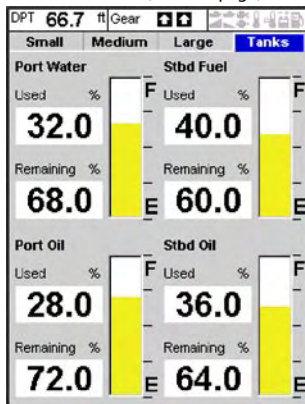 DPT 66.7 ft Gear
Small Medium Large Tanks
Port Water Stbd Fuel
Used % F Used % F
32.0 40.0
Remaining % Remaining %
68.0 E 60.0 E
Port Oil Stbd Oil
Used % F Used % F
28.0 36.0
Remaining % Remaining %
72.0 E 64.0 E